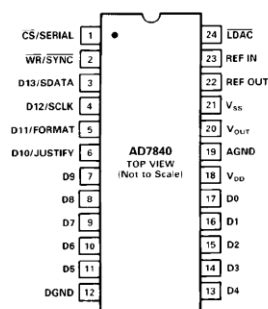 CS/SERIAL 1
WR/SYNC 2
D13/SDATA 3
D12/SCLK 4
D11/FORMAT 5
D10/JUSTIFY 6
D9 7
D8 8
D7 9
D6 10
D5 11
DGND 12
AD7840
TOP VIEW
(Not to Scale)
24 LDAC
23 REF IN
22 REF OUT
21 VSS
20 VOUT
19 AGND
18 VDD
17 D0
16 D1
15 D2
14 D3
13 D4